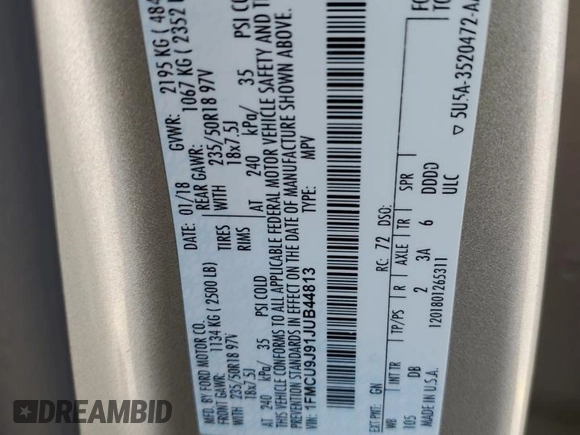 MFD. BY FORD MOTOR CO.
DATE: 01/18
GVWR: 2195 KG ( 484
FRONT GAWR: 1134 KG ( 2500 LB)
REAR GAWR: 1067 KG ( 2352
WITH 235/50R18 97V TIRES WITH 235/50R18 97V
18x7.5J RIMS 18x7.5J
AT 240 kPa/ 35 PSI COLD AT 240 kPa/ 35 PSI CO
THIS VEHICLE CONFORMS TO ALL APPLICABLE FEDERAL MOTOR VEHICLE SAFETY AND
PREVENTION STANDARDS IN EFFECT ON THE DATE OF MANUFACTURE SHOWN ABOVE.
VIN: 1FMCU9J91JUB44813
TYPE: MPV
EXT PNT: GN RC: 72 DSO:
WB INT TR TP/PS R AXLE TR SPR
105 DB 2 3A 6 DDDD
MADE IN U.S.A. 1201801265311 ULC
5U5A-3520472-A
DREAMBID